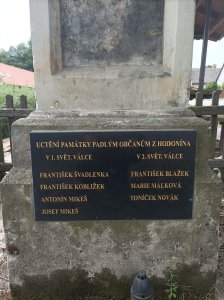 UCTĚNÍ PAMÁTKY PADLÝM OBČANŮM Z HODONÍNA
V 1. SVĚT. VÁLCE
FRANTIŠEK ŠVADLENKA
FRANTIŠEK KOBLIŽEK
ANTONÍN MIKEŠ
JOSEF MIKEŠ
V 2. SVĚT. VÁLCE
FRANTIŠEK BLAŽEK
MARIE MÁLKOVÁ
TONÍČEK NOVÁK